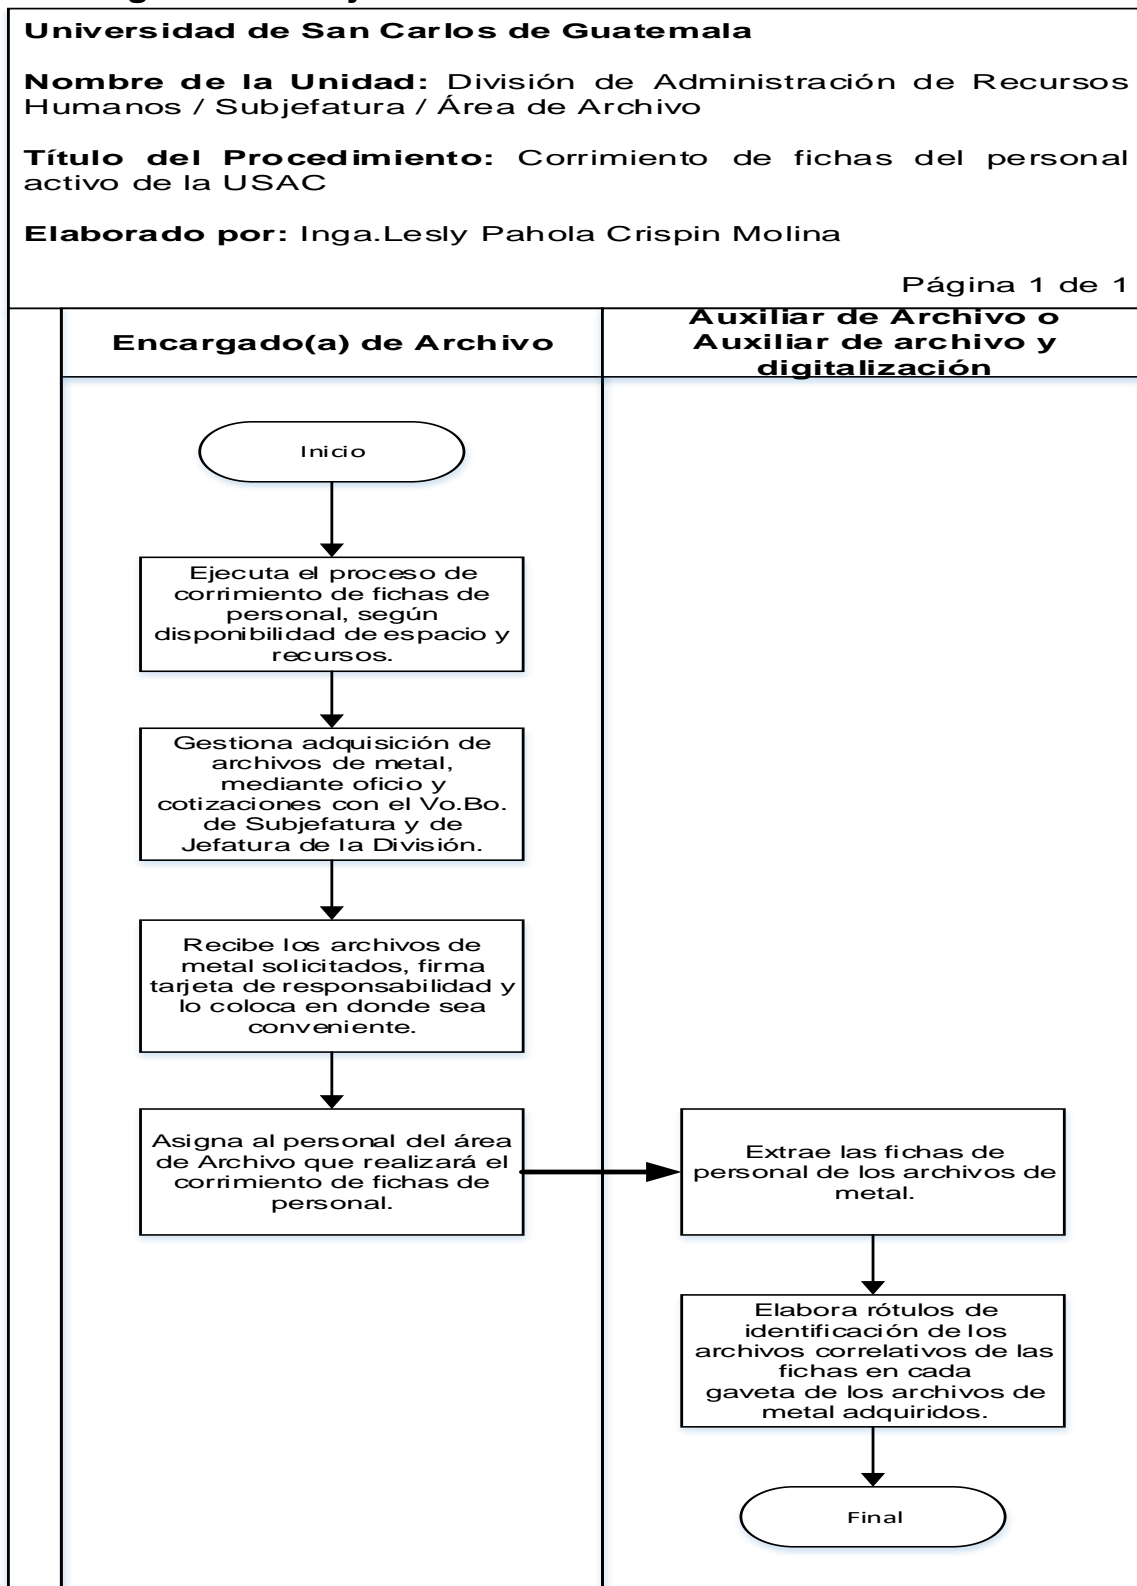 Universidad de San Carlos de Guatemala
Nombre de la Unidad: División de Administración de Recursos
Humanos / Subjefatura / Área de Archivo
Título del Procedimiento: Corrimiento de fichas del personal
activo de la USAC
Elaborado por: Inga.Lesly Pahola Crispin Molina
Página 1 de 1
Encargado(a) de Archivo
Auxiliar de Archivo o
Auxiliar de archivo y
digitalización
Inicio
Ejecuta el proceso de
corrimiento de fichas de
personal, según
disponibilidad de espacio y
recursos.
Gestiona adquisición de
archivos de metal,
mediante oficio y
cotizaciones con el Vo.Bo.
de Subjefatura y de
Jefatura de la División.
Recibe los archivos de
metal solicitados, firma
tarjeta de responsabilidad y
lo coloca en donde sea
conveniente.
Asigna al personal del área
de Archivo que realizará el
corrimiento de fichas de
personal.
Extrae las fichas de
personal de los archivos de
metal.
Elabora rótulos de
identificación de los
archivos correlativos de las
fichas en cada
gaveta de los archivos de
metal adquiridos.
Final